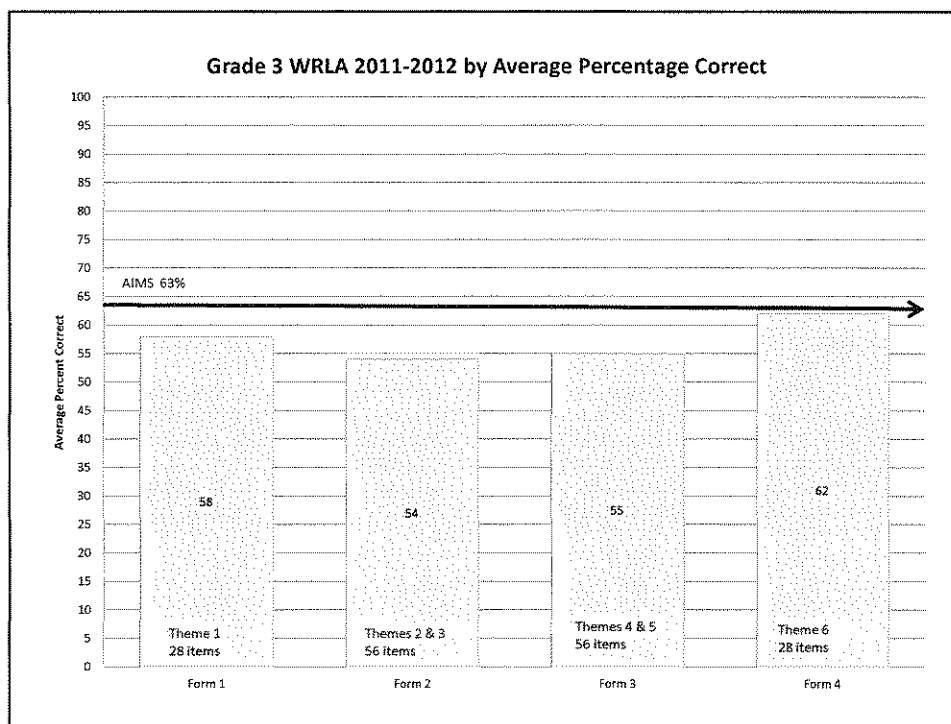 Grade 3 WRLA 2011-2012 by Average Percentage Correct
Average Percent Correct
100
95
90
85
80
75
70
65
60
55
50
45
40
35
30
25
20
15
10
5
0
AIMS 63%
58
54
55
62
Theme 1
28 items
Themes 2 & 3
56 items
Themes 4 & 5
56 items
Theme 6
28 items
Form 1
Form 2
Form 3
Form 4